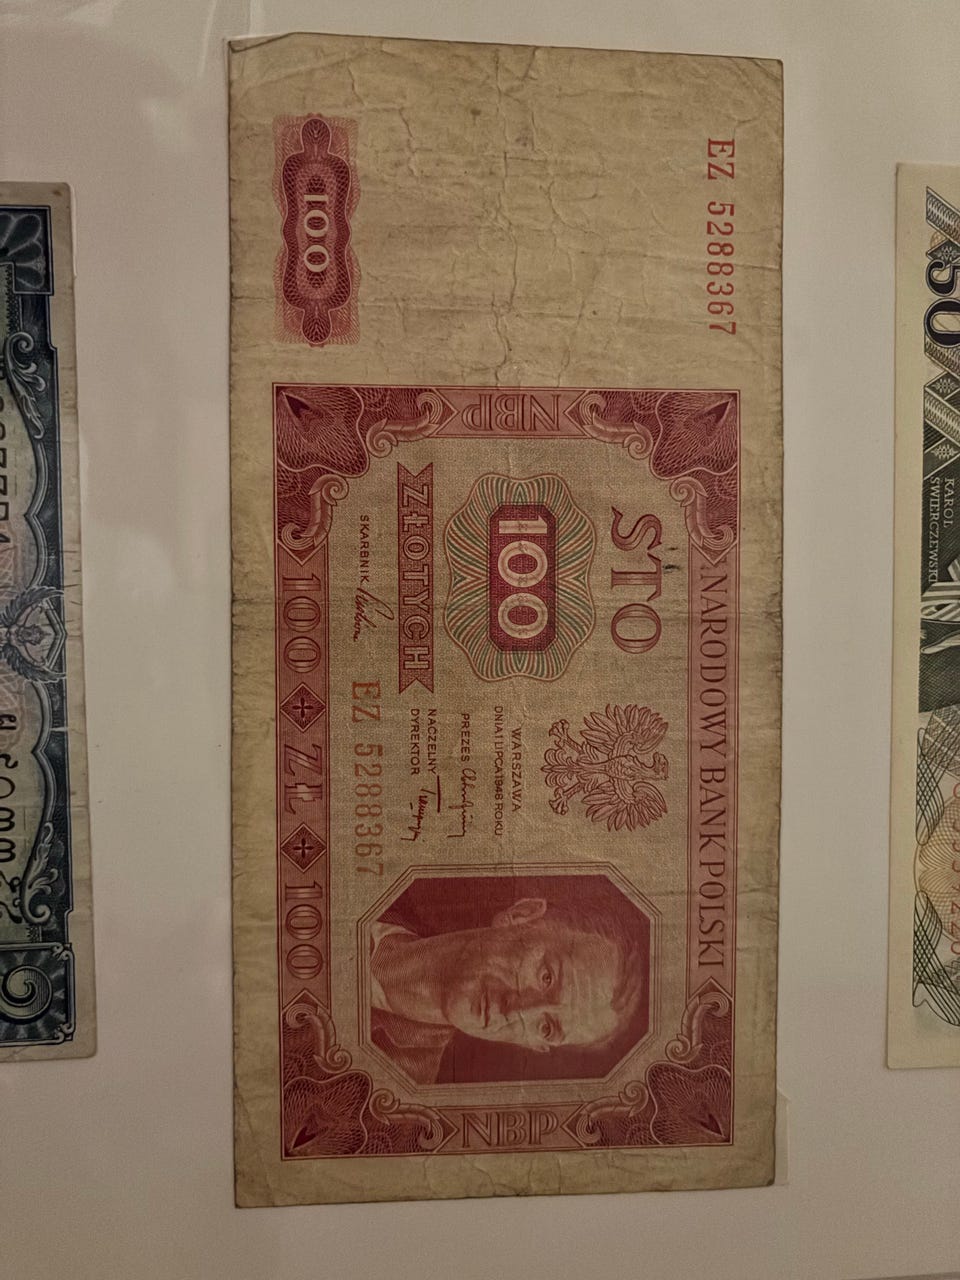 EZ 5288367
100
NBP
NARODOWY BANK POLSKI
STO
100
ZŁOTYCH
WARSZAWA
DNIA 1 LIPCA 1948 ROKU
PREZES
NACZELNY
DYREKTOR
SKARBNIK
EZ 5288367
100 ZŁ 100
NBP
50
KAROL
ŚWIERCZEWSKI